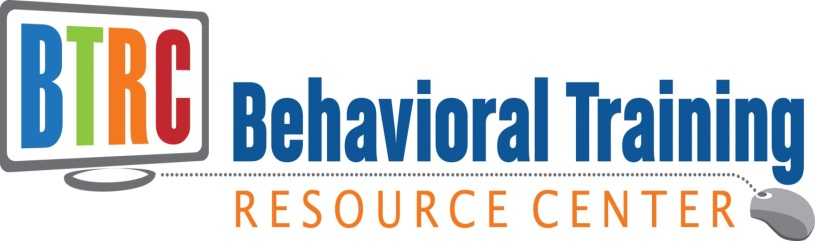 BTRC
Behavioral Training
RESOURCE CENTER